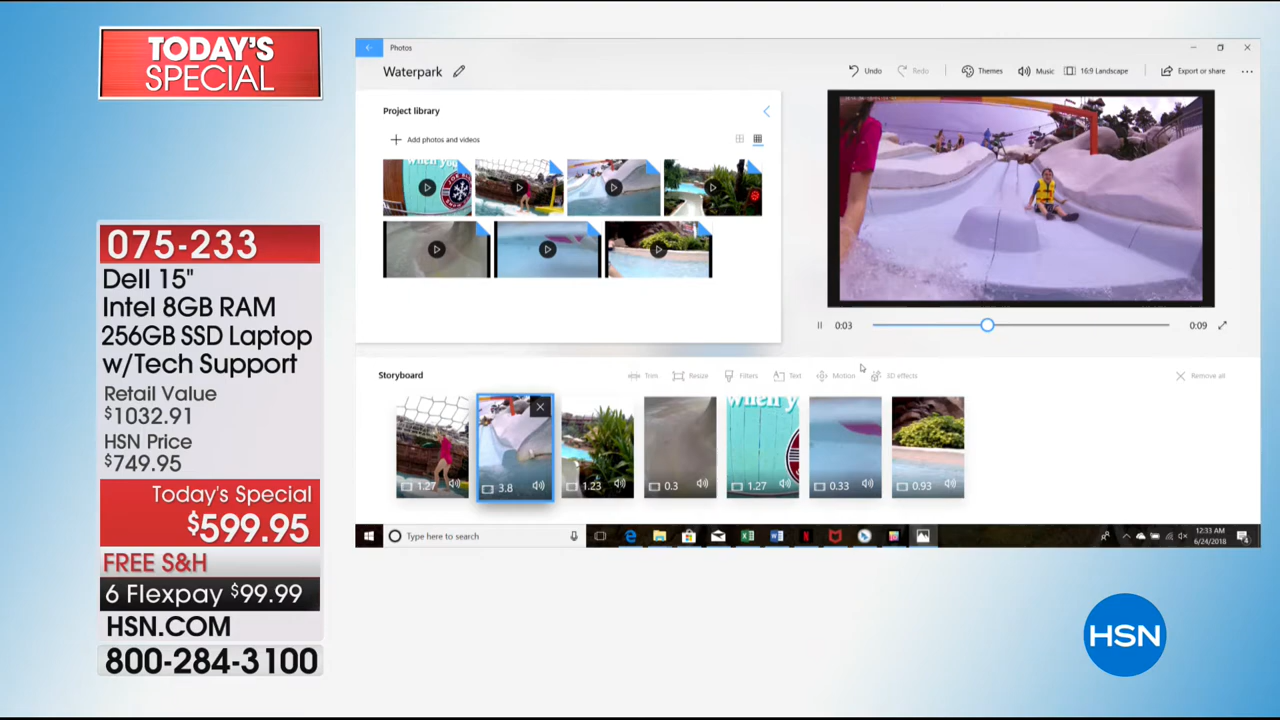 TODAY'S
SPECIAL
075-233
Dell 15"
Intel 8GB RAM
256GB SSD Laptop
w/Tech Support
Retail Value
$1032.91
HSN Price
$749.95
Today's Special
$599.95
FREE S&H
6 Flexpay $99.99
HSN.COM
800-284-3100
Photos
Waterpark
Undo
Redo
Themes
Music
16:9 Landscape
Export or share
Project library
Add photos and videos
When you
0:03
0:09
Storyboard
Trim
Resize
Filters
Text
Motion
3D effects
Remove all
1.27
3.8
1.23
0.3
When you
1.27
0.33
0.93
Type here to search
12:33 AM
6/24/2018
HSN